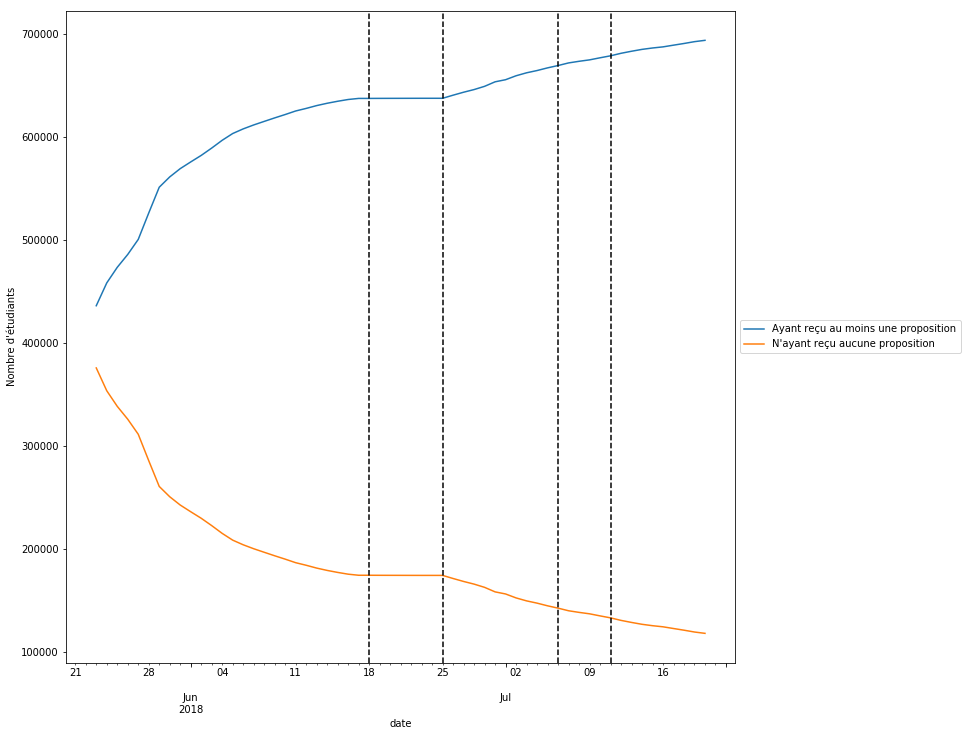 700000
600000
500000
400000
300000
200000
100000
Nombre d'étudiants
21 28 04 11 18 25 02 09 16
Jun Jul
2018
date
Ayant reçu au moins une proposition
N'ayant reçu aucune proposition